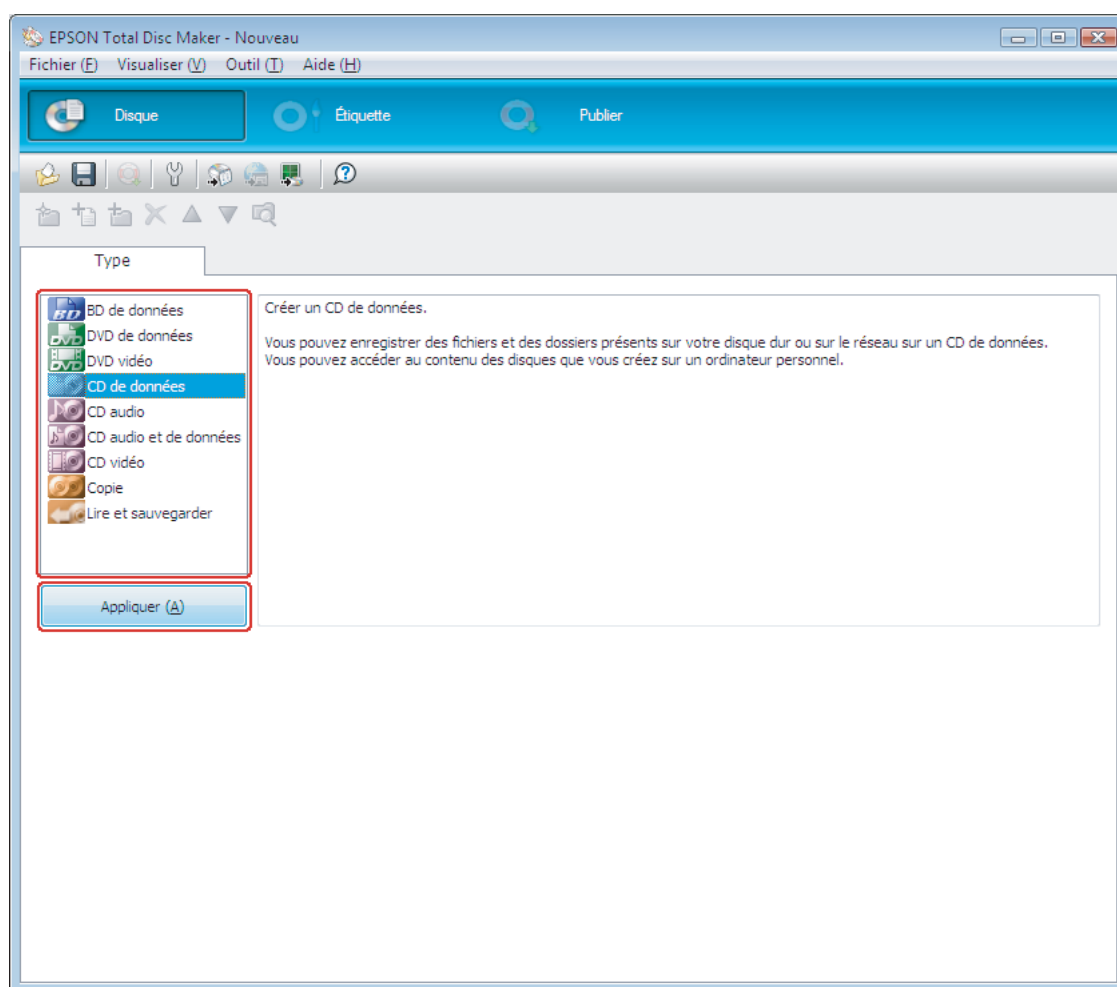 EPSON Total Disc Maker - Nouveau
Fichier (F) Visualiser (V) Outil (T) Aide (H)
Disque Étiquette Publier
Type
BD de données
DVD de données
DVD vidéo
CD de données
CD audio
CD audio et de données
CD vidéo
Copie
Lire et sauvegarder
Appliquer (A)
Créer un CD de données.
Vous pouvez enregistrer des fichiers et des dossiers présents sur votre disque dur ou sur le réseau sur un CD de données.
Vous pouvez accéder au contenu des disques que vous créez sur un ordinateur personnel.